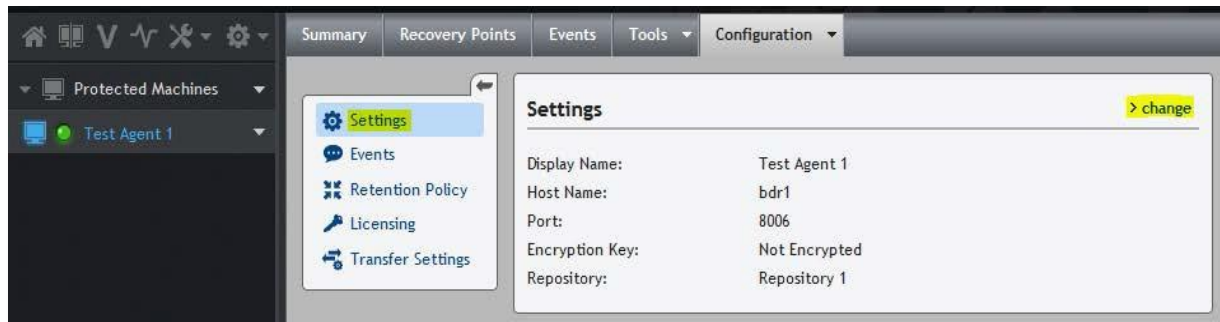 Summary Recovery Points Events Tools Configuration
Protected Machines
Test Agent 1
Settings
Events
Retention Policy
Licensing
Transfer Settings
Settings
> change
Display Name: Test Agent 1
Host Name: bdr1
Port: 8006
Encryption Key: Not Encrypted
Repository: Repository 1